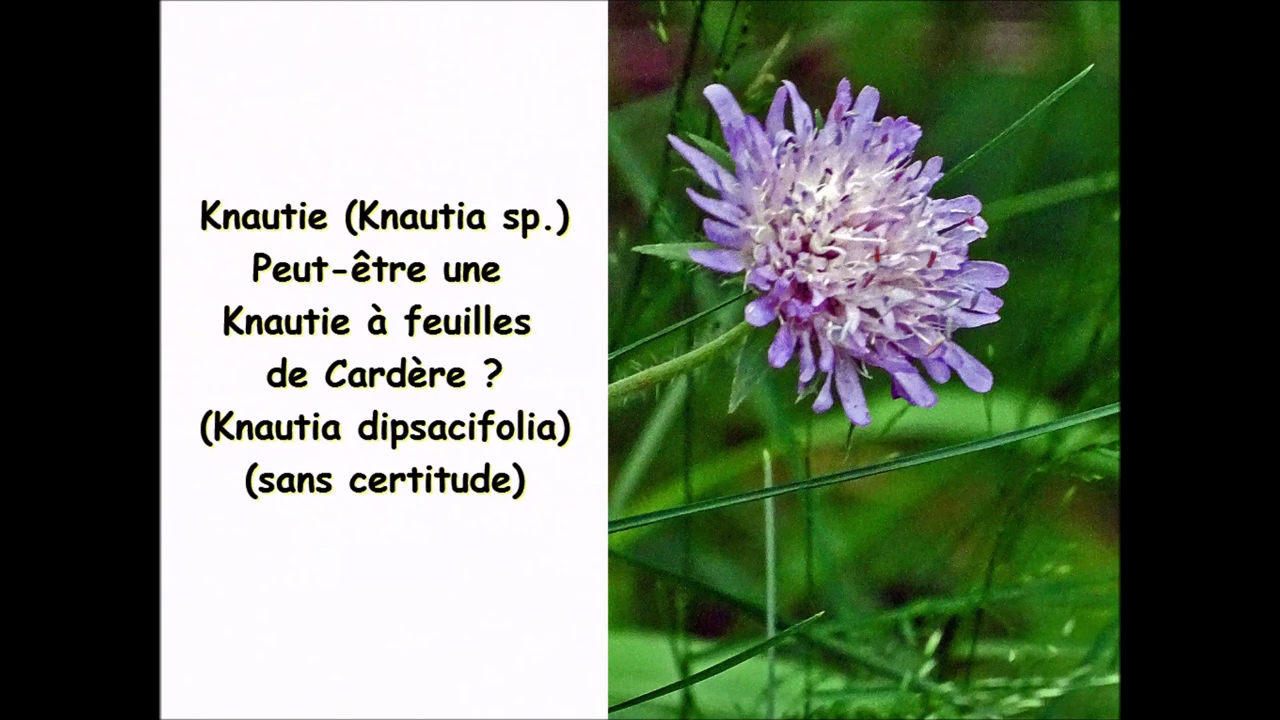 Knautie (Knautia sp.)
Peut-être une
Knautie à feuilles
de Cardère ?
(Knautia dipsacifolia)
(sans certitude)